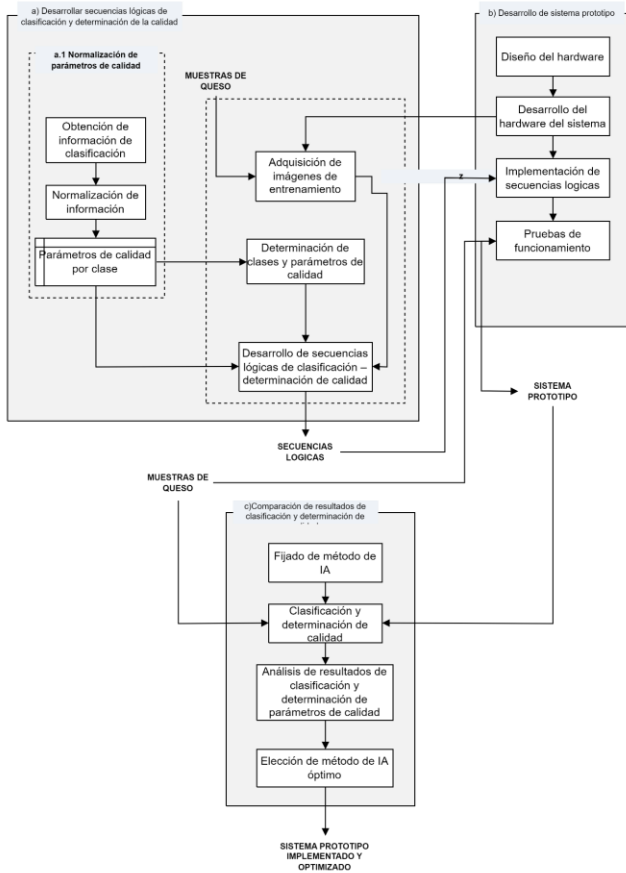 a) Desarrollar secuencias lógicas de
clasificación y determinación de la calidad
a.1 Normalización de
parámetros de calidad
Obtención de
información de
clasificación
Normalización de
información
Parámetros de calidad
por clase
MUESTRAS DE
QUESO
Adquisición de
imágenes de
entrenamiento
Determinación de
clases y parámetros de
calidad
Desarrollo de secuencias
lógicas de clasificación –
determinación de calidad
SECUENCIAS
LOGICAS
b) Desarrollo de sistema prototipo
Diseño del hardware
Desarrollo del
hardware del sistema
z
Implementación de
secuencias logicas
Pruebas de
funcionamiento
SISTEMA
PROTOTIPO
MUESTRAS DE
QUESO
c)Comparación de resultados de
clasificación y determinación de
Fijado de método de
IA
Clasificación y
determinación de
calidad
Análisis de resultados de
clasificación y
determinación de
parámetros de calidad
Elección de método de IA
óptimo
SISTEMA PROTOTIPO
IMPLEMENTADO Y
OPTIMIZADO